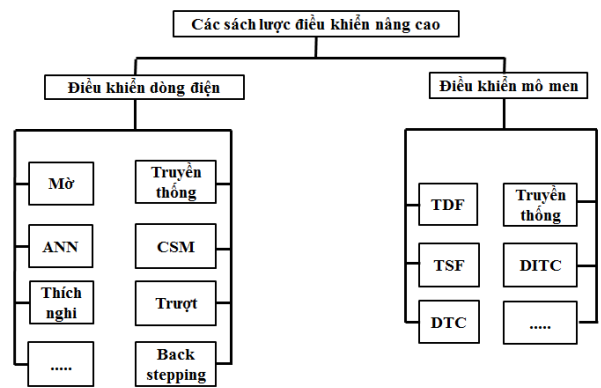 Các sách lược điều khiển nâng cao
Điều khiển dòng điện
Điều khiển mô men
Mờ
Truyền
thống
ANN
CSM
Thích
nghi
Trượt
.....
Back
stepping
TDF
Truyền
thống
TSF
DITC
DTC
.....